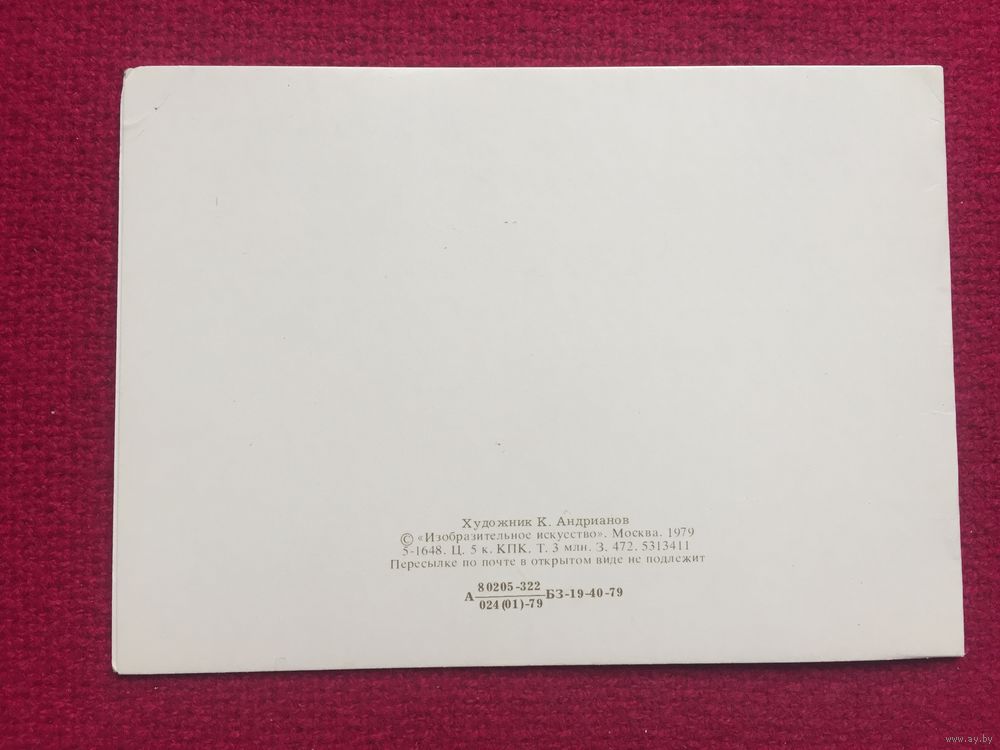 Художник К. Андрианов
© «Изобразительное искусство». Москва. 1979
5-1648. Ц. 5 к. КПК. Т. 3 млн. З. 472. 5313411
Пересылке по почте в открытом виде не подлежит
А 80205-322 БЗ-19-40-79
024(01)-79
www.ay.by